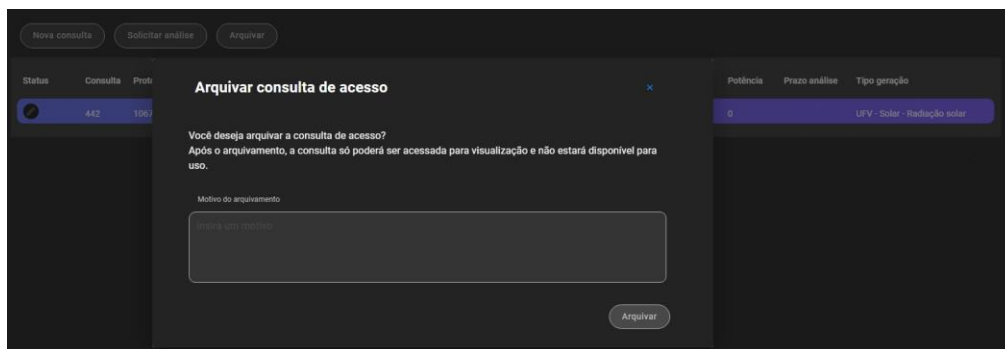 Nova consulta Solicitar análise Arquivar
Status Consulta Potência Prazo análise Tipo geração
442 0 UFV - Solar - Radiação solar
Arquivar consulta de acesso ×
Você deseja arquivar a consulta de acesso?
Após o arquivamento, a consulta só poderá ser acessada para visualização e não estará disponível para
uso.
Motivo do arquivamento
Insira um motivo
Arquivar